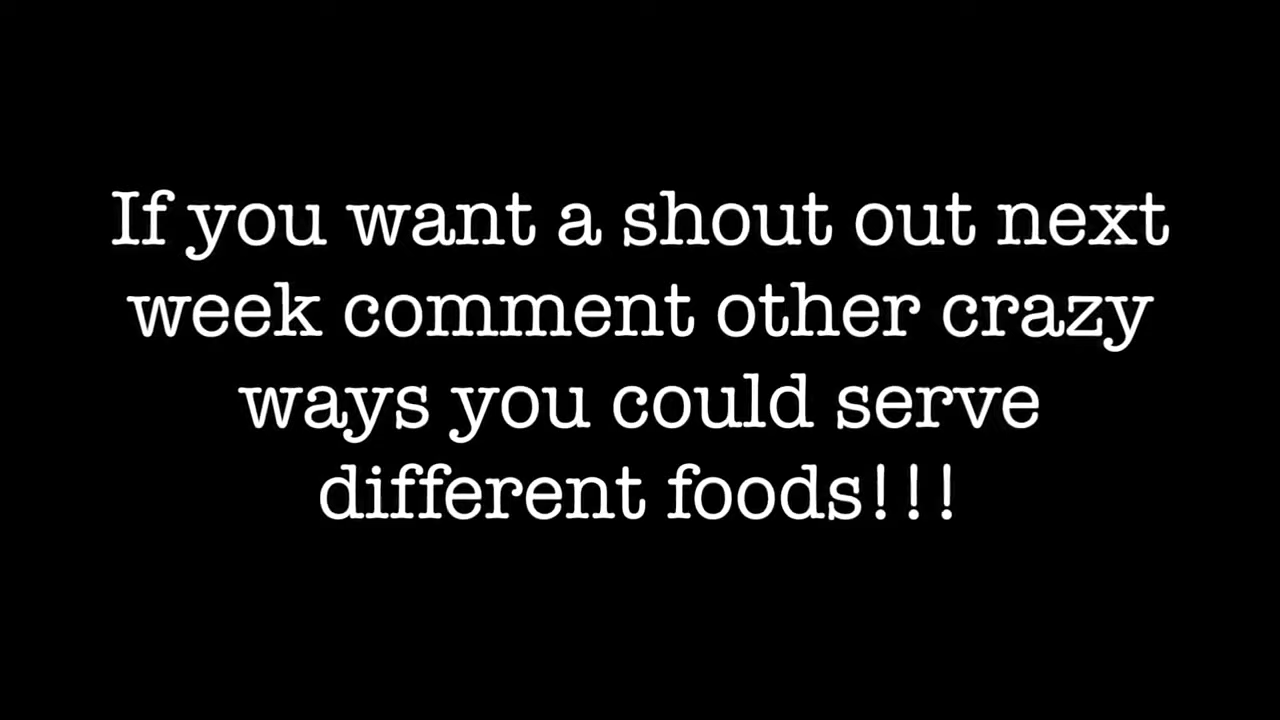 If you want a shout out next
week comment other crazy
ways you could serve
different foods!!!